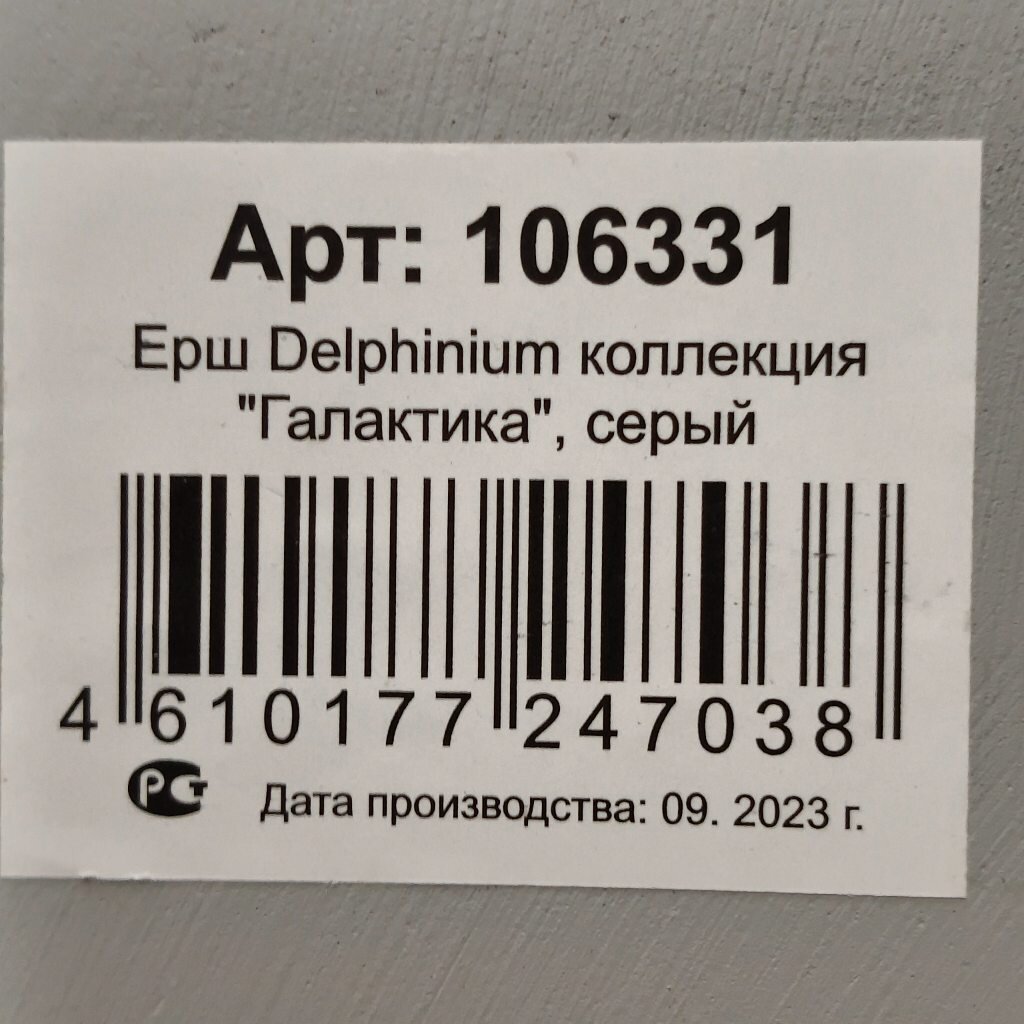 Арт: 106331
Ерш Delphinium коллекция
"Галактика", серый
4 610177 247038
РСТ Дата производства: 09. 2023 г.